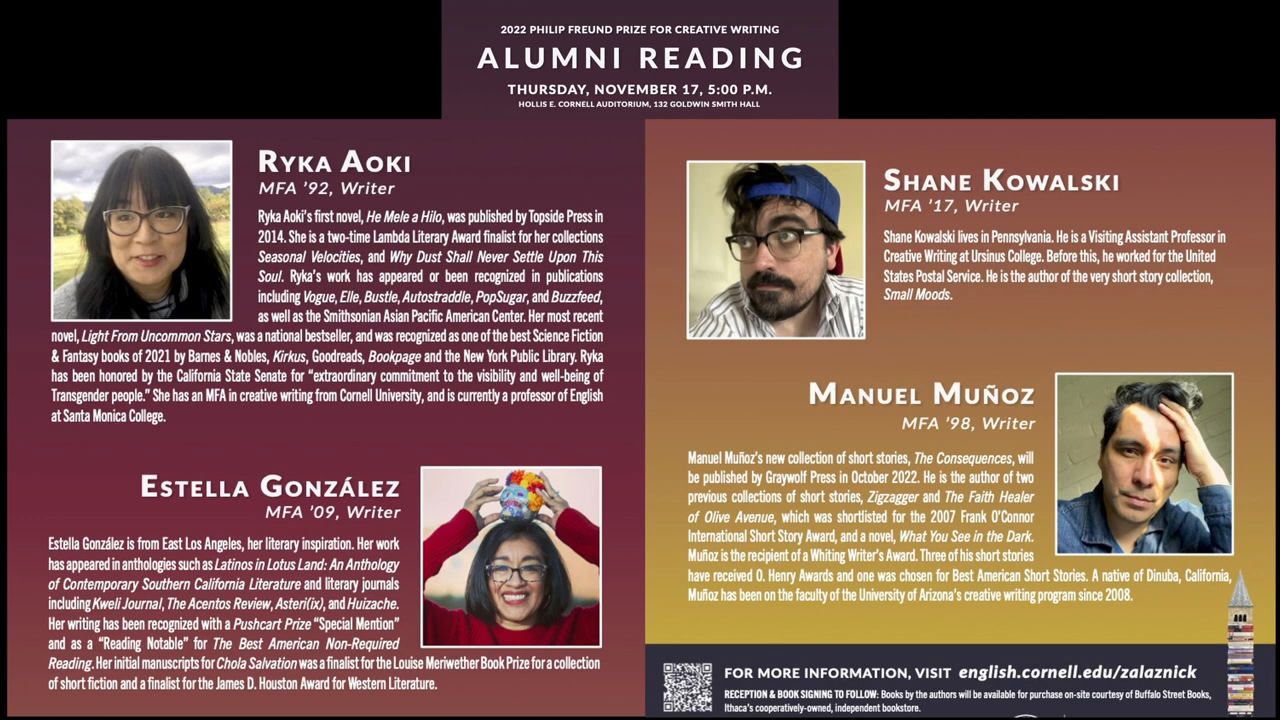 2022 PHILIP FREUND PRIZE FOR CREATIVE WRITING
ALUMNI READING
THURSDAY, NOVEMBER 17, 5:00 P.M.
HOLLIS E. CORNELL AUDITORIUM, 132 GOLDWIN SMITH HALL
RYKA AOKI
MFA '92, Writer
Ryka Aoki's first novel, He Mele a Hilo, was published by Topside Press in
2014. She is a two-time Lambda Literary Award finalist for her collections
Seasonal Velocities, and Why Dust Shall Never Settle Upon This
Soul. Ryka's work has appeared or been recognized in publications
including Vogue, Elle, Bustle, Autostraddle, PopSugar, and Buzzfeed,
as well as the Smithsonian Asian Pacific American Center. Her most recent
novel, Light From Uncommon Stars, was a national bestseller, and was recognized as one of the best Science Fiction
& Fantasy books of 2021 by Barnes & Nobles, Kirkus, Goodreads, Bookpage and the New York Public Library. Ryka
has been honored by the California State Senate for "extraordinary commitment to the visibility and well-being of
Transgender people." She has an MFA in creative writing from Cornell University, and is currently a professor of English
at Santa Monica College.
ESTELLA GONZÁLEZ
MFA '09, Writer
Estella González is from East Los Angeles, her literary inspiration. Her work
has appeared in anthologies such as Latinos in Lotus Land: An Anthology
of Contemporary Southern California Literature and literary journals
including Kweli Journal, The Acentos Review, Asteri(ix), and Huizache.
Her writing has been recognized with a Pushcart Prize "Special Mention"
and as a "Reading Notable" for The Best American Non-Required
Reading. Her initial manuscripts for Chola Salvation was a finalist for the Louise Meriwether Book Prize for a collection
of short fiction and a finalist for the James D. Houston Award for Western Literature.
SHANE KOWALSKI
MFA '17, Writer
Shane Kowalski lives in Pennsylvania. He is a Visiting Assistant Professor in
Creative Writing at Ursinus College. Before this, he worked for the United
States Postal Service. He is the author of the very short story collection,
Small Moods.
MANUEL MUÑOZ
MFA '98, Writer
Manuel Muñoz's new collection of short stories, The Consequences, will
be published by Graywolf Press in October 2022. He is the author of two
previous collections of short stories, Zigzagger and The Faith Healer
of Olive Avenue, which was shortlisted for the 2007 Frank O'Connor
International Short Story Award, and a novel, What You See in the Dark.
Muñoz is the recipient of a Whiting Writer's Award. Three of his short stories
have received O. Henry Awards and one was chosen for Best American Short Stories. A native of Dinuba, California,
Muñoz has been on the faculty of the University of Arizona's creative writing program since 2008.
FOR MORE INFORMATION, VISIT english.cornell.edu/zalaznick
RECEPTION & BOOK SIGNING TO FOLLOW: Books by the authors will be available for purchase on-site courtesy of Buffalo Street Books,
Ithaca's cooperatively-owned, independent bookstore.